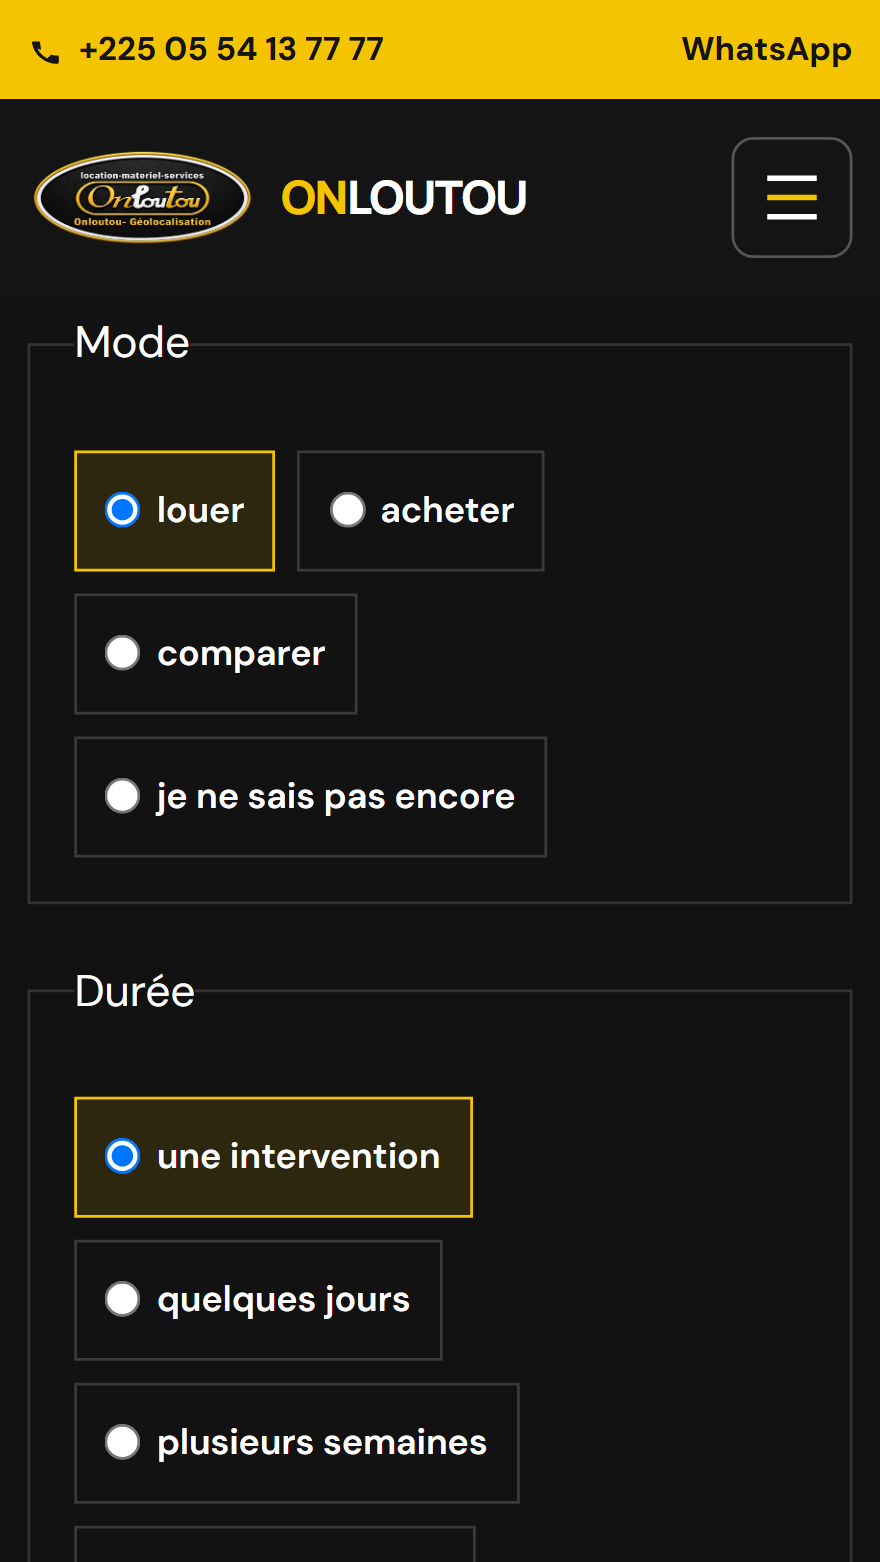 +225 05 54 13 77 77 WhatsApp
location-materiel-services
Onloutou
Onloutou- Géolocalisation
ONLOUTOU
Mode
louer acheter
comparer
je ne sais pas encore
Durée
une intervention
quelques jours
plusieurs semaines